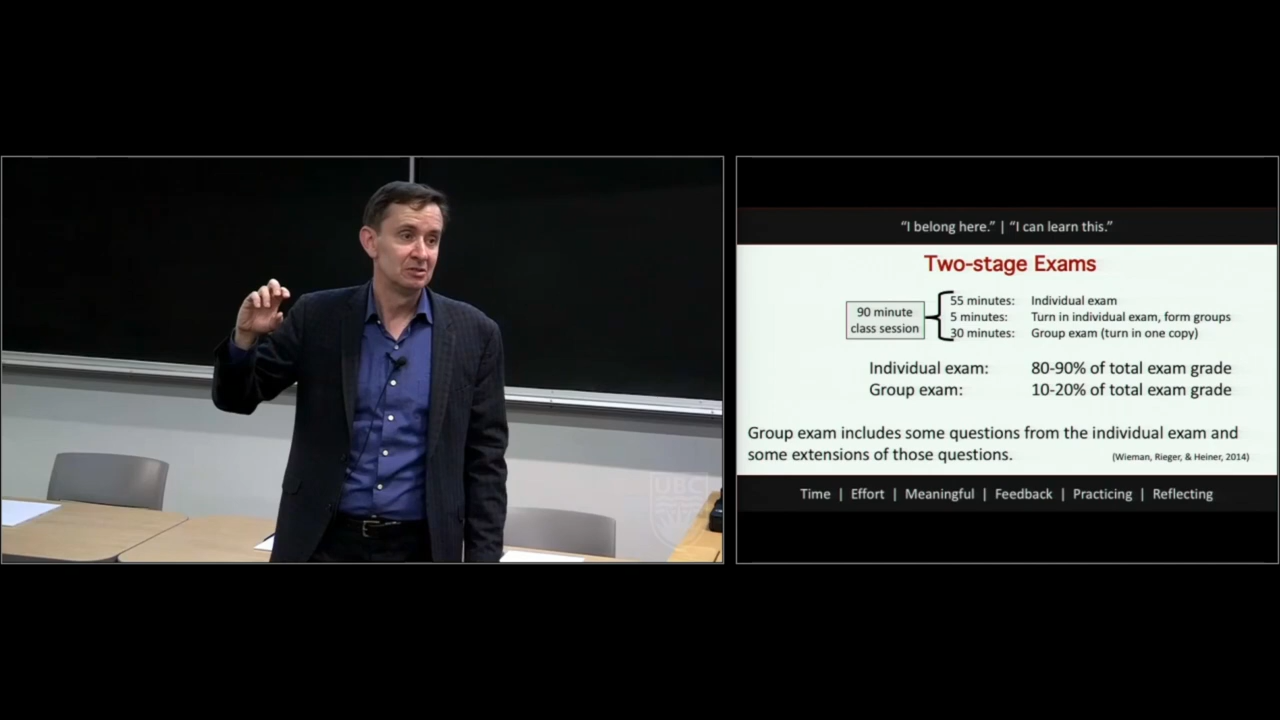 UBC
“I belong here.” | “I can learn this.”
Two-stage Exams
90 minute
class session
55 minutes: Individual exam
5 minutes: Turn in individual exam, form groups
30 minutes: Group exam (turn in one copy)
Individual exam: 80-90% of total exam grade
Group exam: 10-20% of total exam grade
Group exam includes some questions from the individual exam and
some extensions of those questions. (Wieman, Rieger, & Heiner, 2014)
Time | Effort | Meaningful | Feedback | Practicing | Reflecting